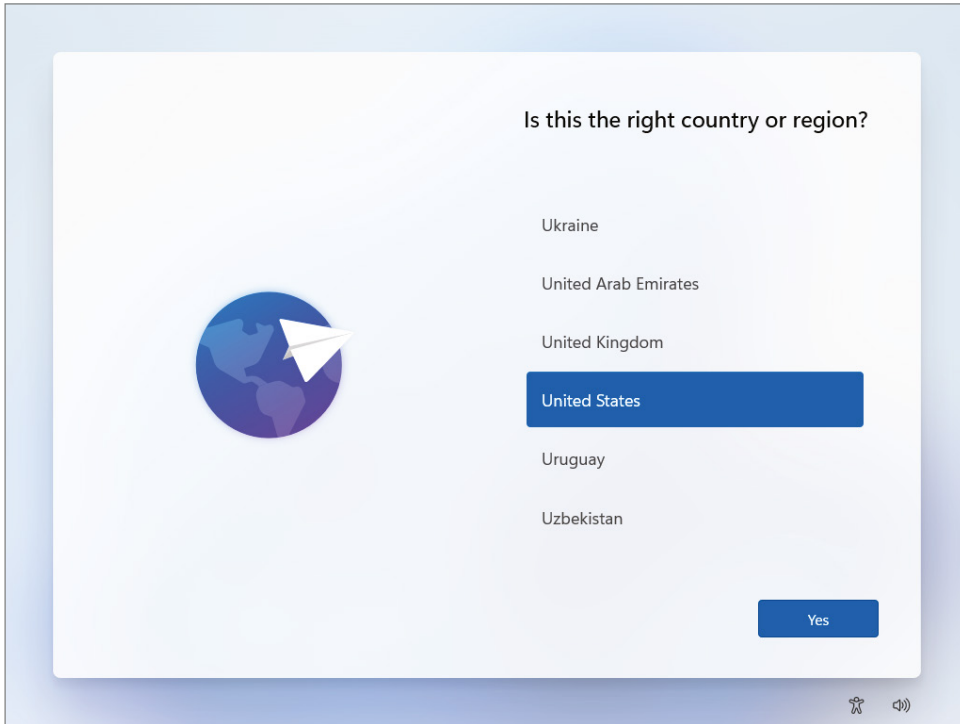 Is this the right country or region?
Ukraine
United Arab Emirates
United Kingdom
United States
Uruguay
Uzbekistan
Yes